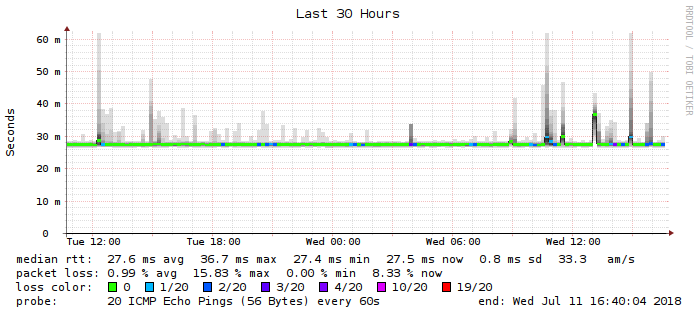 Last 30 Hours
RRDTOOL / TOBI OETIKER
Seconds
60 m
50 m
40 m
30 m
20 m
10 m
0
Tue 12:00 Tue 18:00 Wed 00:00 Wed 06:00 Wed 12:00
median rtt: 27.6 ms avg 36.7 ms max 27.4 ms min 27.5 ms now 0.8 ms sd 33.3 am/s
packet loss: 0.99 % avg 15.83 % max 0.00 % min 8.33 % now
loss color: 0 1/20 2/20 3/20 4/20 10/20 19/20
probe: 20 ICMP Echo Pings (56 Bytes) every 60s end: Wed Jul 11 16:40:04 2018